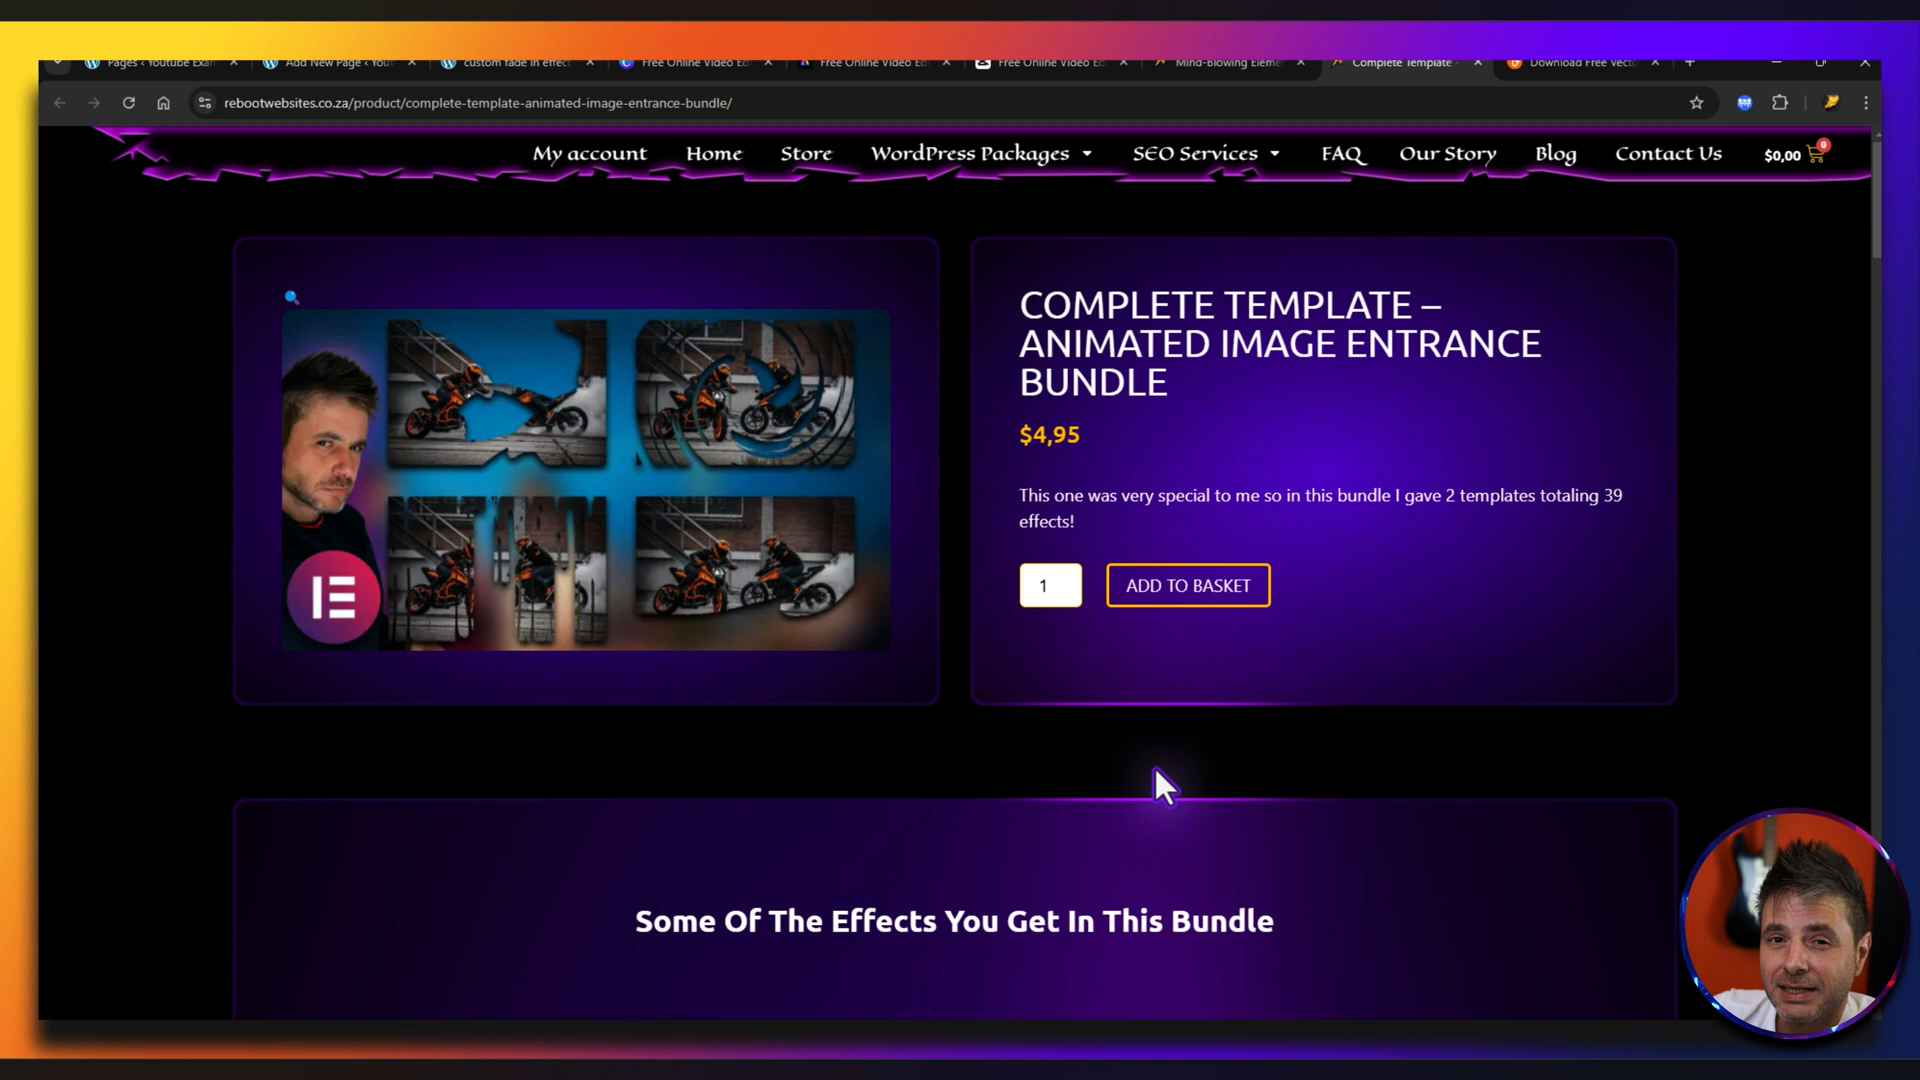 Pages ‹ Youtube Exam
Add New Page ‹ Yout
custom fade in effect
Free Online Video Ed
Free Online Video Ed
Free Online Video Ed
Mind-Blowing Eleme
Complete Template -
Download Free Vecto
rebootwebsites.co.za/product/complete-template-animated-image-entrance-bundle/
My account Home Store WordPress Packages SEO Services FAQ Our Story Blog Contact Us $0,00 0
COMPLETE TEMPLATE –
ANIMATED IMAGE ENTRANCE
BUNDLE
$4,95
This one was very special to me so in this bundle I gave 2 templates totaling 39
effects!
1 ADD TO BASKET
Some Of The Effects You Get In This Bundle